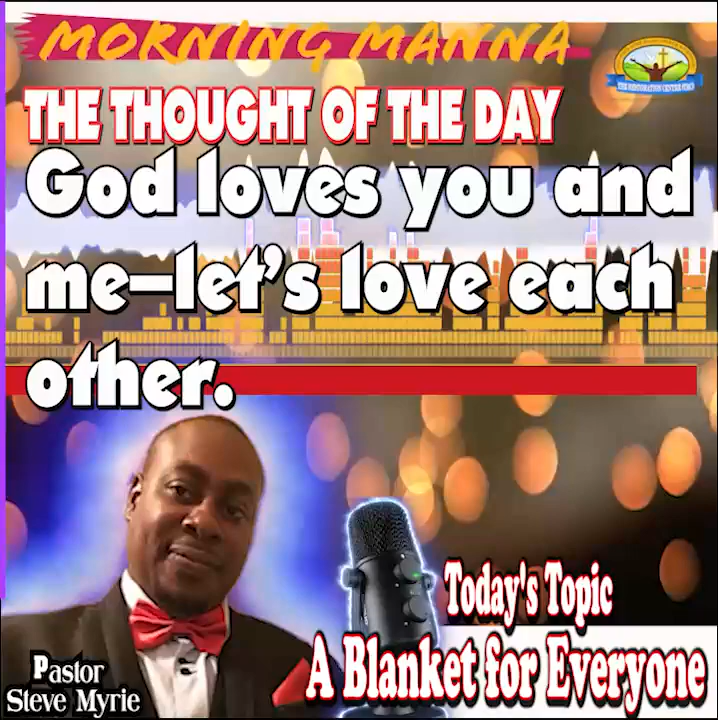 MORNING MANNA
THE THOUGHT OF THE DAY
God loves you and
me—let's love each
other.
Today's Topic
A Blanket for Everyone
Pastor
Steve Myrie